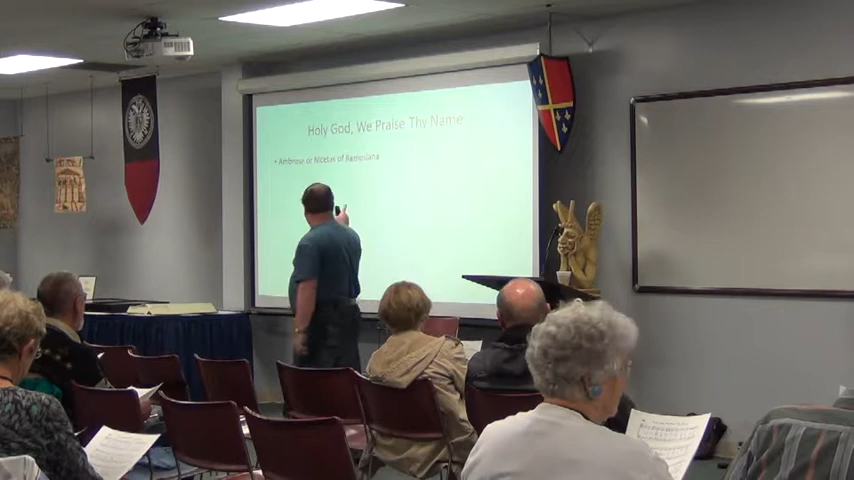 Holy God, We Praise Thy Name
• Ambrose or Nicetas of Remesiana